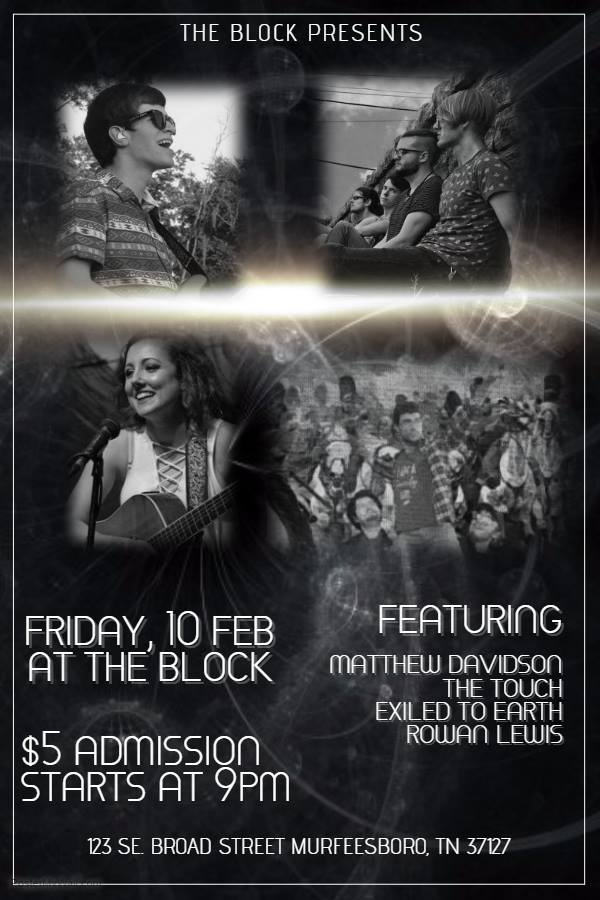 THE BLOCK PRESENTS
FRIDAY, 10 FEB
AT THE BLOCK
FEATURING
MATTHEW DAVIDSON
THE TOUCH
EXILED TO EARTH
ROWAN LEWIS
$5 ADMISSION
STARTS AT 9PM
123 SE. BROAD STREET MURFEESBORO, TN 37127